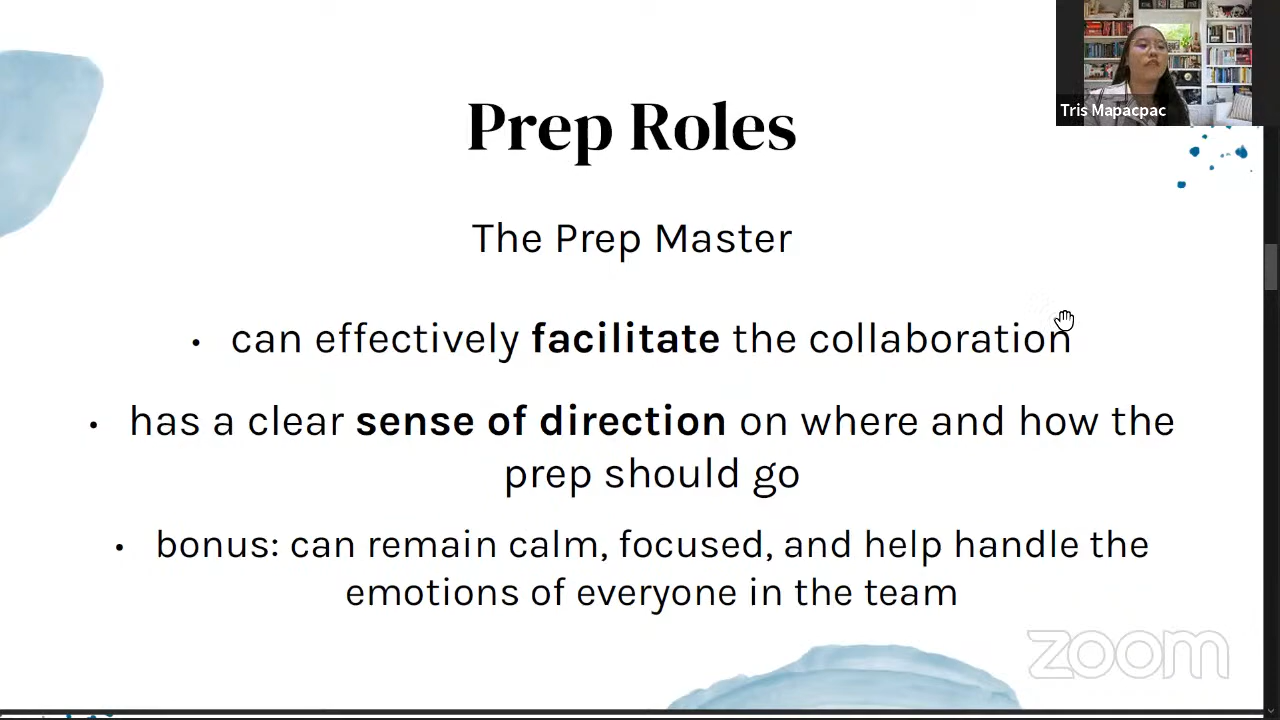 Tris Mapacpac
Prep Roles
The Prep Master
• can effectively facilitate the collaboration
• has a clear sense of direction on where and how the
prep should go
• bonus: can remain calm, focused, and help handle the
emotions of everyone in the team
zoom